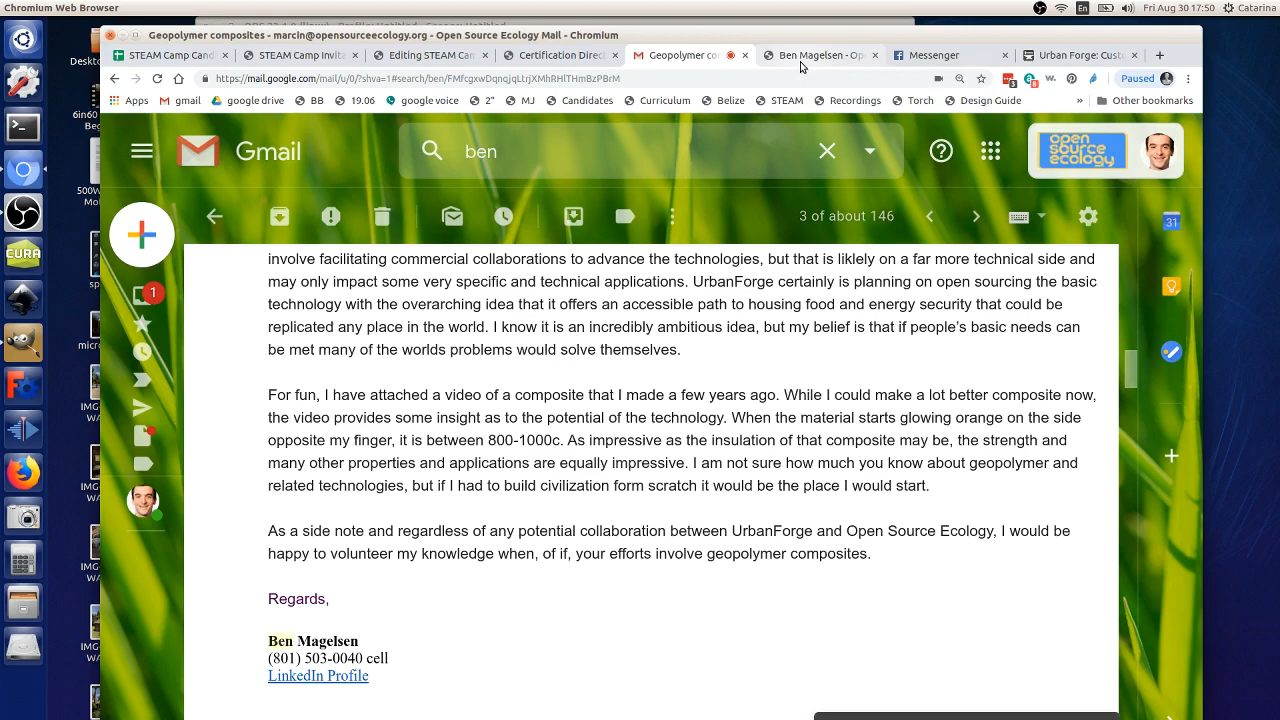 Chromium Web Browser
En
Fri Aug 30 17:50
Catarina
Geopolymer composites - marcin@opensourceecology.org - Open Source Ecology Mail - Chromium
STEAM Camp Cand
STEAM Camp Invita
Editing STEAM Ca
Certification Direc
Geopolymer co
Ben Magelsen - Op
Messenger
Urban Forge: Cust
https://mail.google.com/mail/u/0/?shva=1#search/ben/FMfcgxwDqnqjqLtrjXMhRHlTHmBzPBrM
Paused
Apps
gmail
google drive
BB
19.06
google voice
2"
MJ
Candidates
Curriculum
Belize
STEAM
Recordings
Torch
Design Guide
»
Other bookmarks
Gmail
ben
open source ecology
3 of about 146
31
1
CURA
involve facilitating commercial collaborations to advance the technologies, but that is liklely on a far more technical side and
may only impact some very specific and technical applications. UrbanForge certainly is planning on open sourcing the basic
technology with the overarching idea that it offers an accessible path to housing food and energy security that could be
replicated any place in the world. I know it is an incredibly ambitious idea, but my belief is that if people's basic needs can
be met many of the worlds problems would solve themselves.
For fun, I have attached a video of a composite that I made a few years ago. While I could make a lot better composite now,
the video provides some insight as to the potential of the technology. When the material starts glowing orange on the side
opposite my finger, it is between 800-1000c. As impressive as the insulation of that composite may be, the strength and
many other properties and applications are equally impressive. I am not sure how much you know about geopolymer and
related technologies, but if I had to build civilization form scratch it would be the place I would start.
As a side note and regardless of any potential collaboration between UrbanForge and Open Source Ecology, I would be
happy to volunteer my knowledge when, of if, your efforts involve geopolymer composites.
Regards,
Ben Magelsen
(801) 503-0040 cell
LinkedIn Profile